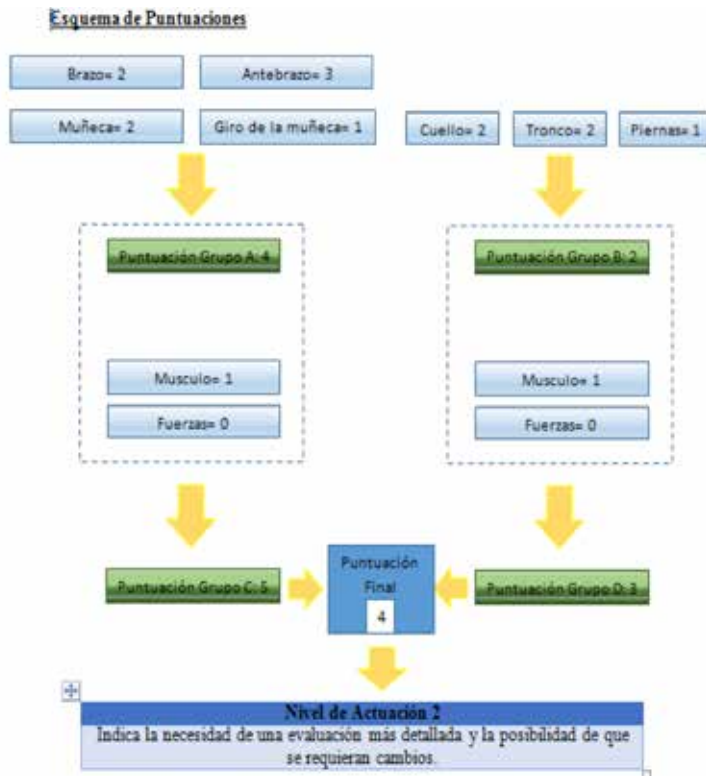 Esquema de Puntuaciones
Brazo= 2
Antebrazo= 3
Muñeca= 2
Giro de la muñeca= 1
Cuello= 2
Tronco= 2
Piernas= 1
Puntuación Grupo A: 4
Puntuación Grupo B: 2
Musculo= 1
Musculo= 1
Fuerzas= 0
Fuerzas= 0
Puntuación Grupo C: 5
Puntuación
Final
4
Puntuación Grupo D: 3
Nivel de Actuación 2
Indica la necesidad de una evaluación más detallada y la posibilidad de que
se requieran cambios.